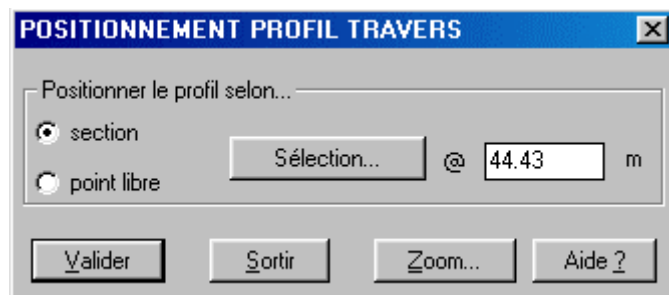 POSITIONNEMENT PROFIL TRAVERS
Positionner le profil selon...
section
point libre
Sélection... @ 44.43 m
Valider Sortir Zoom... Aide ?